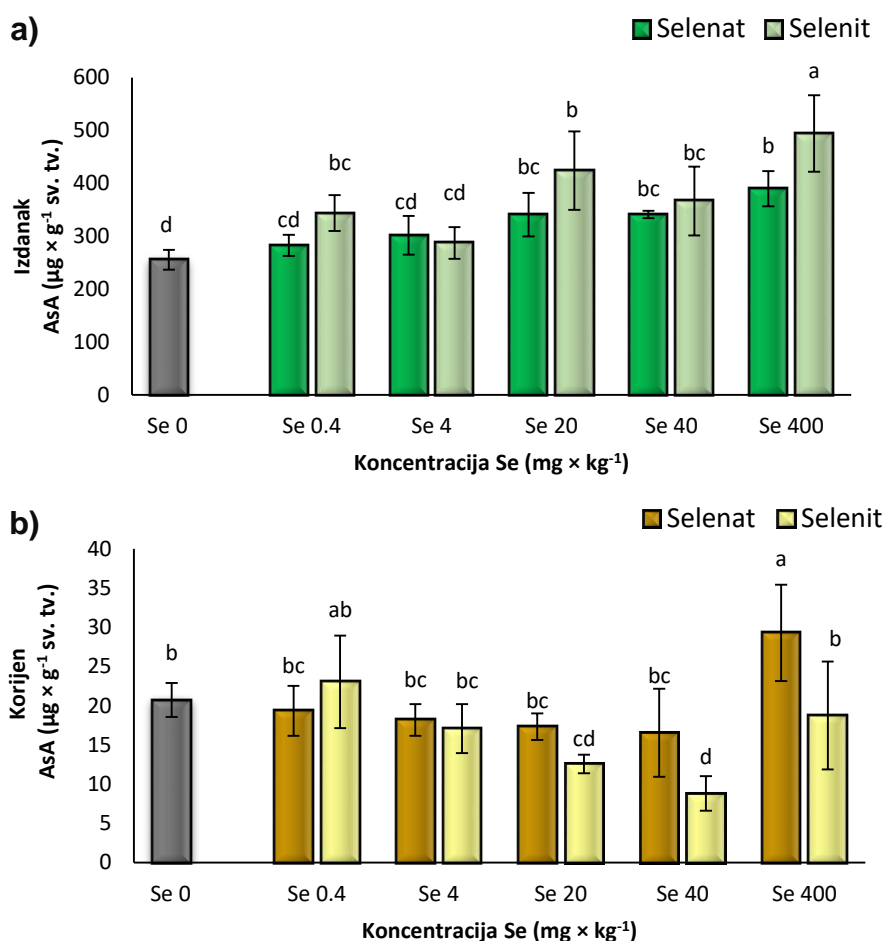 a)
Selenat Selenit
Izdanak
AsA (µg × g⁻¹ sv. tv.)
600
500
400
300
200
100
0
d cd bc cd cd bc b bc bc b a
Se 0 Se 0.4 Se 4 Se 20 Se 40 Se 400
Koncentracija Se (mg × kg⁻¹)
b)
Selenat Selenit
Korijen
AsA (µg × g⁻¹ sv. tv.)
40
35
30
25
20
15
10
5
0
b bc ab bc bc bc cd bc d a b
Se 0 Se 0.4 Se 4 Se 20 Se 40 Se 400
Koncentracija Se (mg × kg⁻¹)